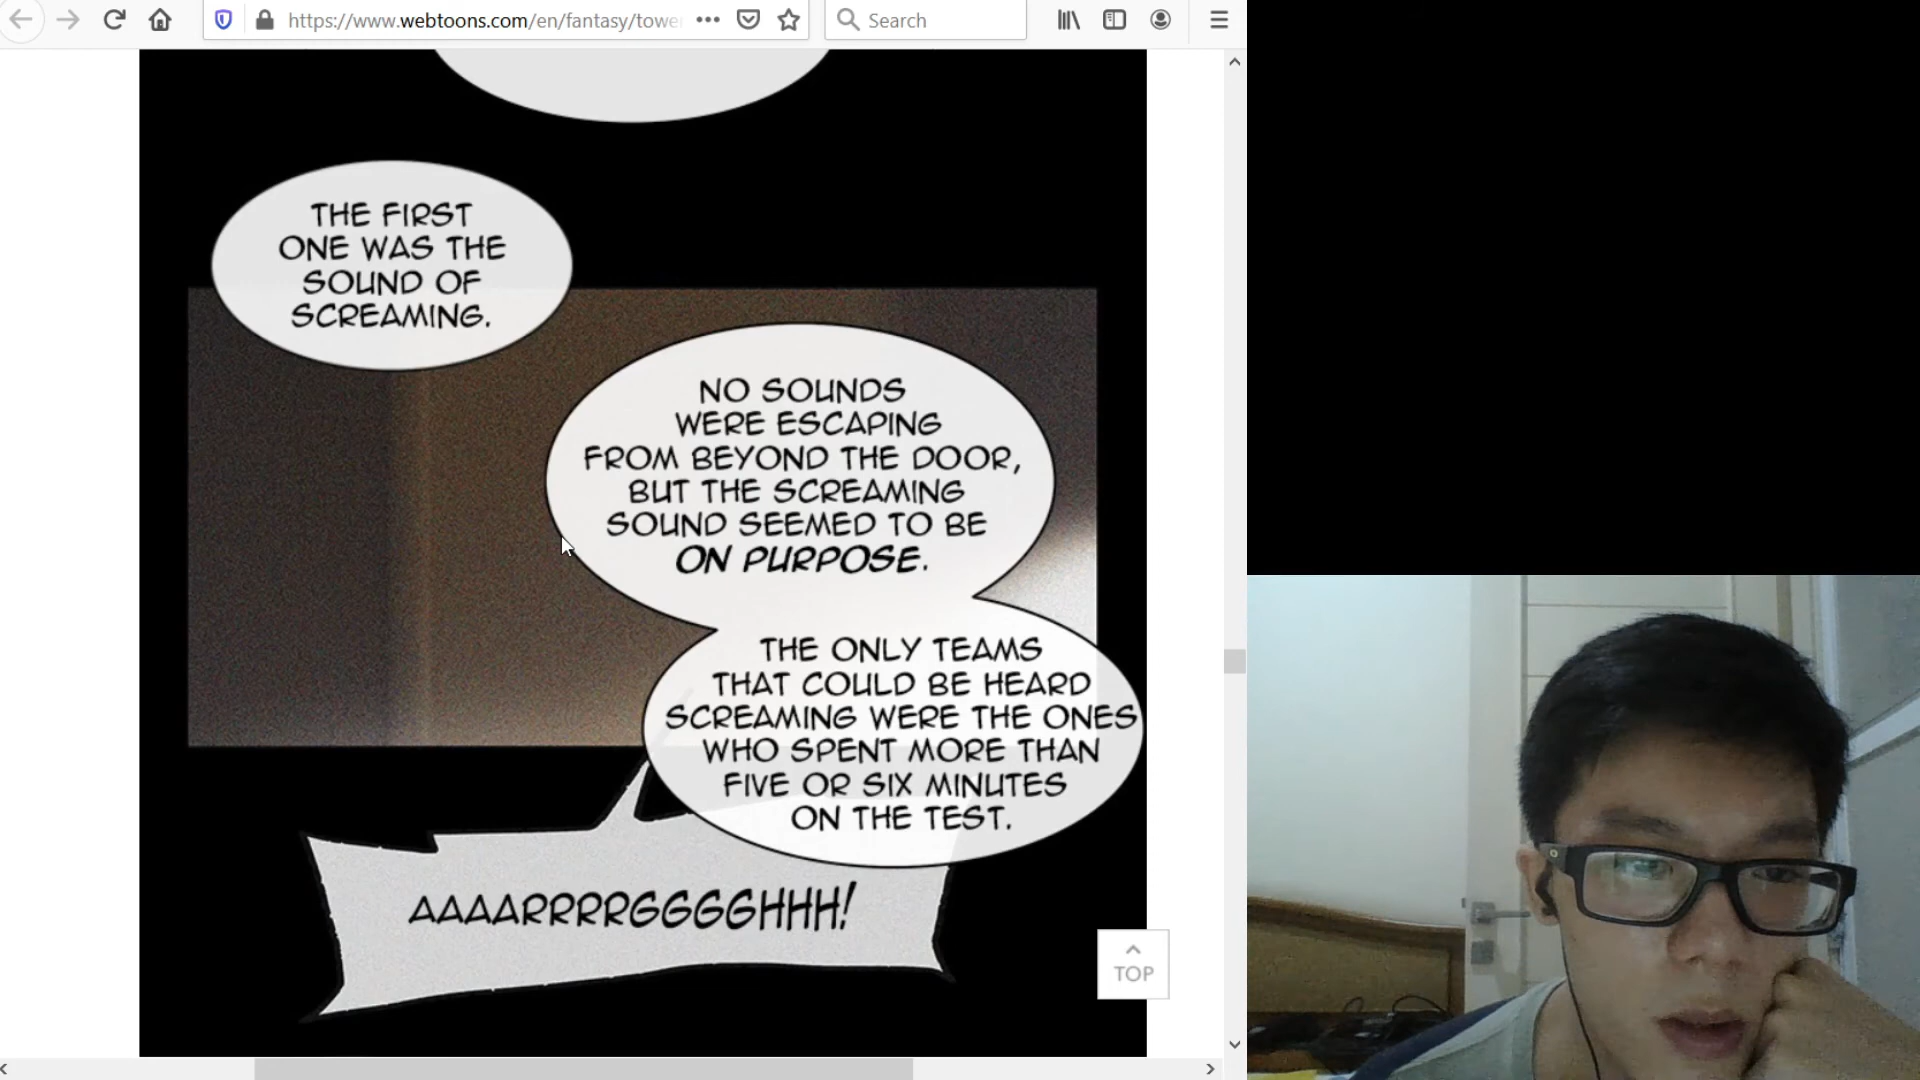 https://www.webtoons.com/en/fantasy/towe
Search
THE FIRST
ONE WAS THE
SOUND OF
SCREAMING.
NO SOUNDS
WERE ESCAPING
FROM BEYOND THE DOOR,
BUT THE SCREAMING
SOUND SEEMED TO BE
ON PURPOSE.
THE ONLY TEAMS
THAT COULD BE HEARD
SCREAMING WERE THE ONES
WHO SPENT MORE THAN
FIVE OR SIX MINUTES
ON THE TEST.
AAAARRRRGGGGHHH!
TOP